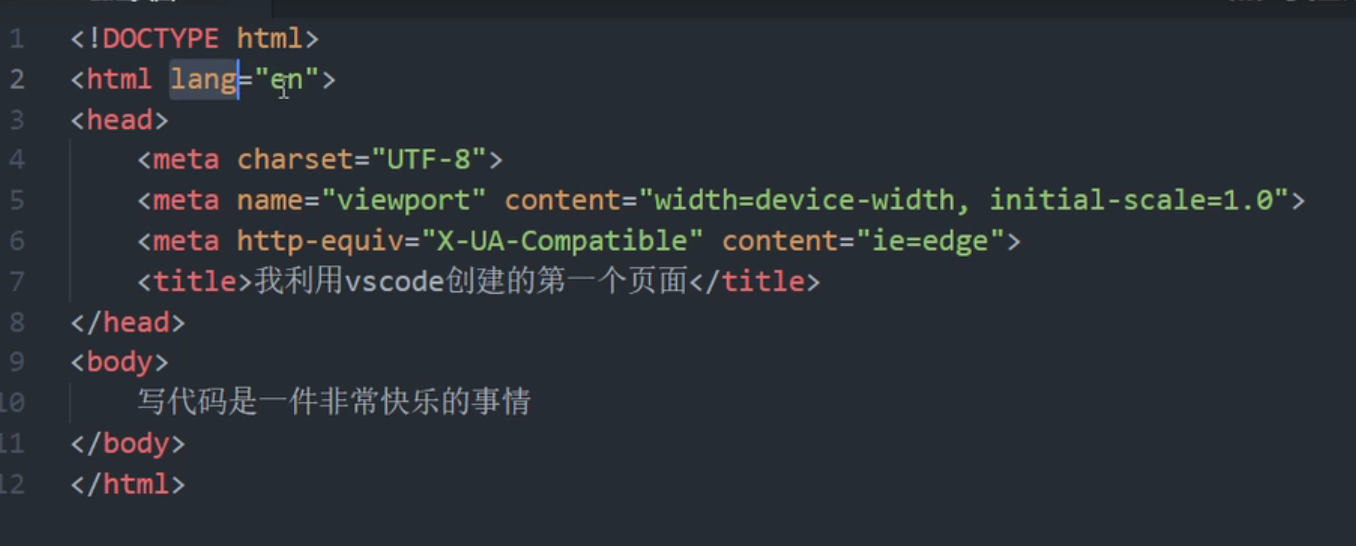 1 <!DOCTYPE html>
2 <html lang="en">
3 <head>
4 <meta charset="UTF-8">
5 <meta name="viewport" content="width=device-width, initial-scale=1.0">
6 <meta http-equiv="X-UA-Compatible" content="ie=edge">
7 <title>我利用vscode创建的第一个页面</title>
8 </head>
9 <body>
10 写代码是一件非常快乐的事情
11 </body>
12 </html>